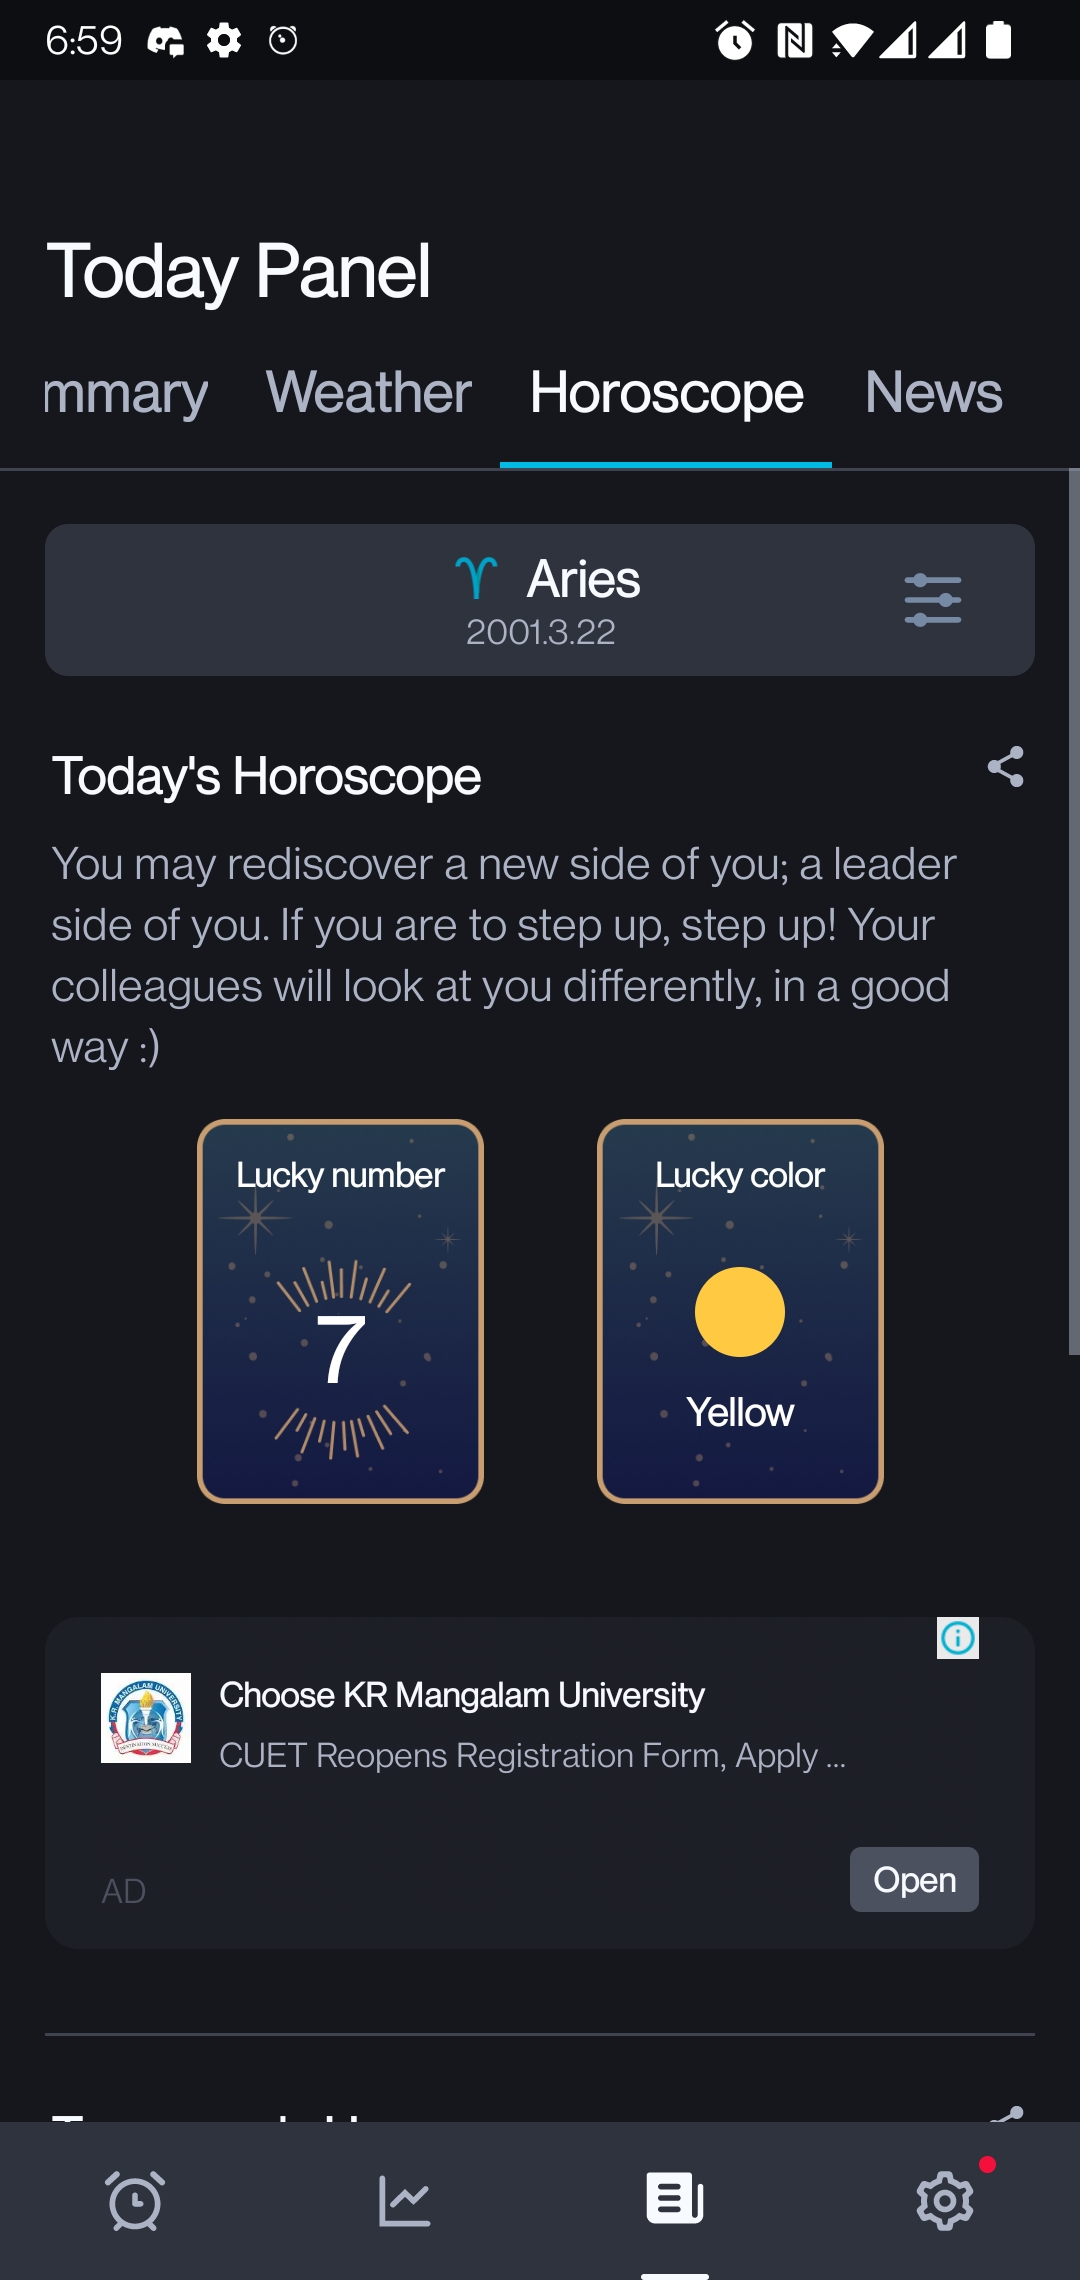 6:59
Today Panel
mmary Weather Horoscope News
Aries
2001.3.22
Today's Horoscope
You may rediscover a new side of you; a leader
side of you. If you are to step up, step up! Your
colleagues will look at you differently, in a good
way :)
Lucky number
7
Lucky color
Yellow
Choose KR Mangalam University
CUET Reopens Registration Form, Apply ...
AD
Open